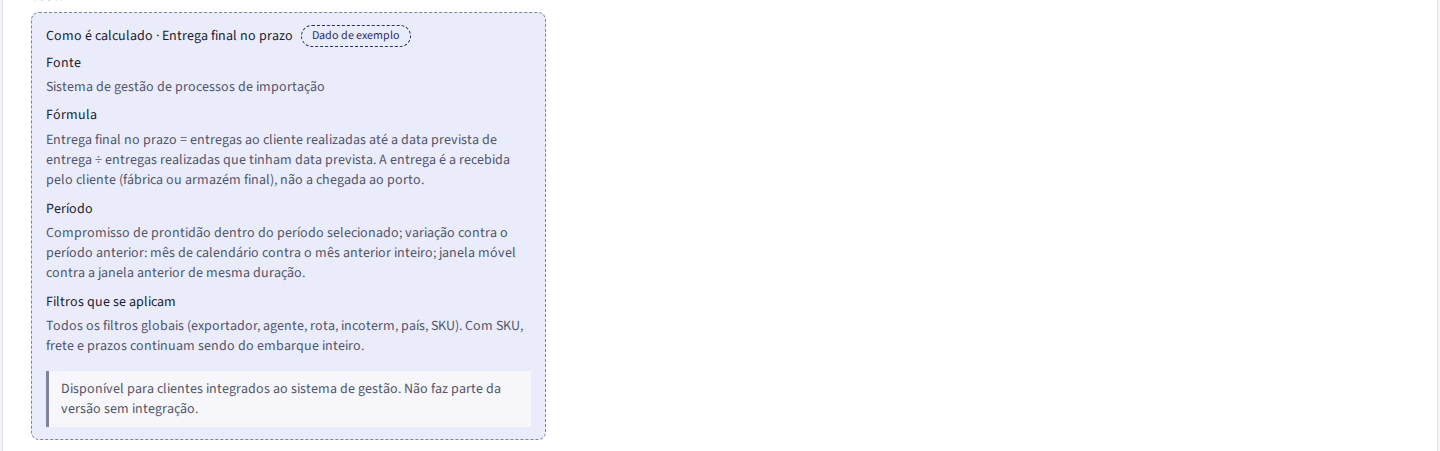 Como é calculado · Entrega final no prazo Dado de exemplo
Fonte
Sistema de gestão de processos de importação
Fórmula
Entrega final no prazo = entregas ao cliente realizadas até a data prevista de
entrega ÷ entregas realizadas que tinham data prevista. A entrega é a recebida
pelo cliente (fábrica ou armazém final), não a chegada ao porto.
Período
Compromisso de prontidão dentro do período selecionado; variação contra o
período anterior: mês de calendário contra o mês anterior inteiro; janela móvel
contra a janela anterior de mesma duração.
Filtros que se aplicam
Todos os filtros globais (exportador, agente, rota, incoterm, país, SKU). Com SKU,
frete e prazos continuam sendo do embarque inteiro.
Disponível para clientes integrados ao sistema de gestão. Não faz parte da
versão sem integração.